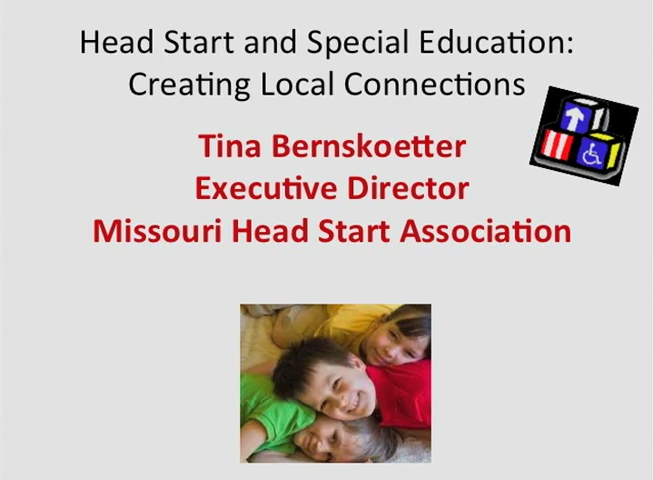 Head Start and Special Education:
Creating Local Connections
Tina Bernskoetter
Executive Director
Missouri Head Start Association